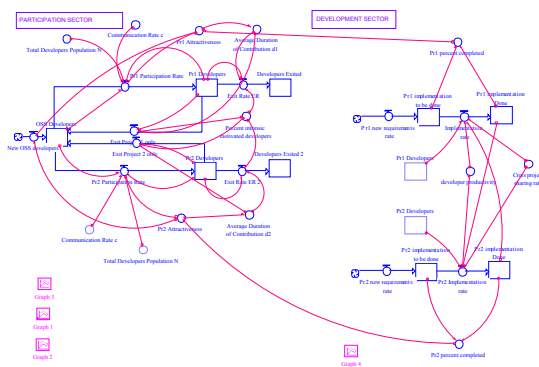 PARTICIPATION SECTOR
DEVELOPMENT SECTOR
Communication Rate c
Total Developers Population N
Pr1 Attractiveness
Average Duration
of Contribution d1
Pr1 percent completed
Pr1 Participation Rate
Pr1 Developers
Developers Exited
Exit Rate ER
Pr1 implementation
to be done
Pr1 implementation
Done
OSS Developers
New OSS developers
Percent intrinsic
motivated developers
Pr1 new requirements
rate
Implementation
rate
Exit Project 2 only
Pr2 Developers
Developers Exited 2
Pr1 Developers
developer productivity
Pr2 Participation Rate
Exit Rate ER 2
Pr2 Developers
Pr2 Attractiveness
Average Duration
of Contribution d2
Communication Rate c
Total Developers Population N
Pr2 implementation
to be done
Pr2 implementation
Done
Pr2 new requirements
rate
Pr2 Implementation
rate
Graph 3
Graph 1
Graph 2
Graph 4
Pr2 percent completed